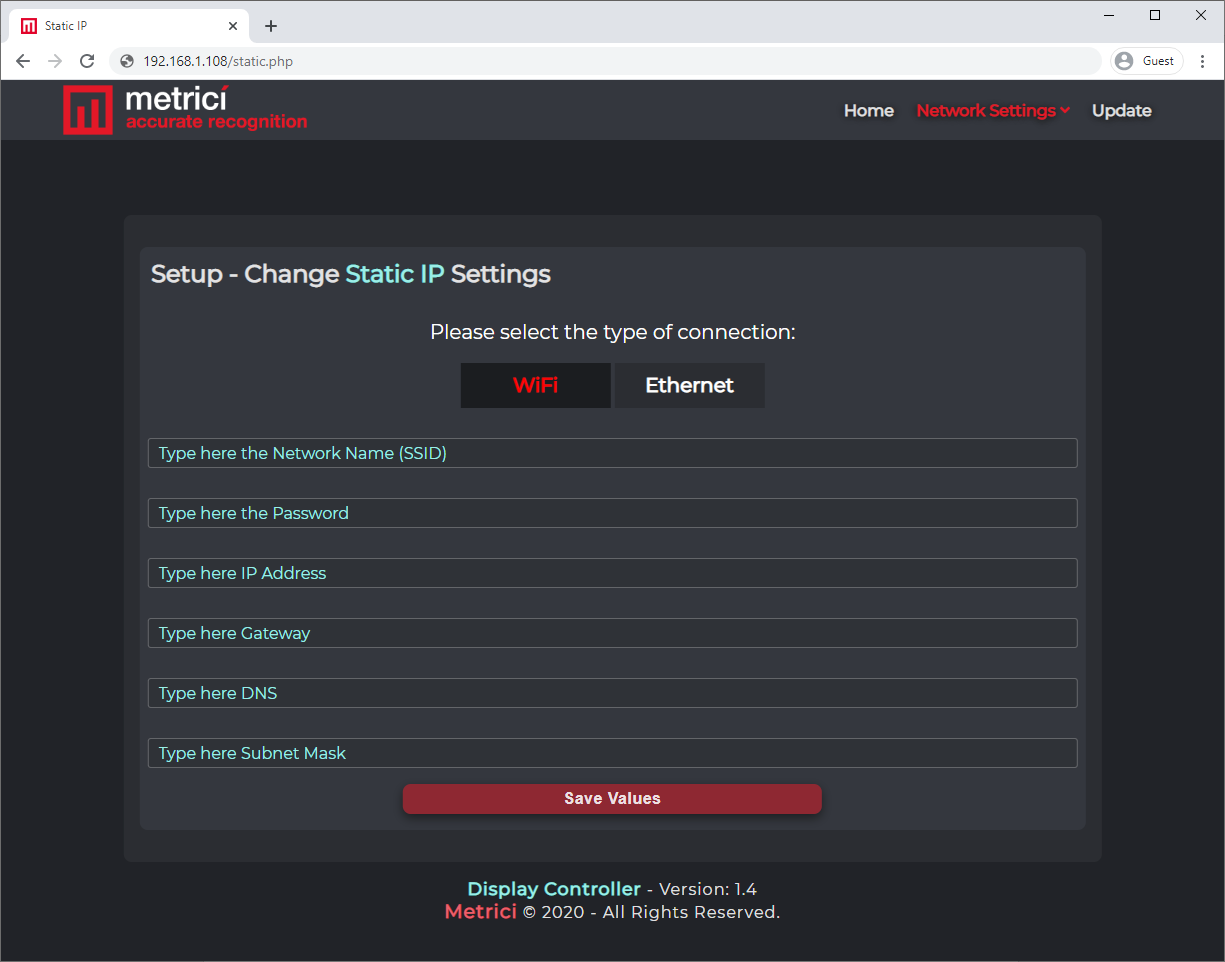 Static IP
192.168.1.108/static.php
Guest
metrici
accurate recognition
Home Network Settings Update
Setup - Change Static IP Settings
Please select the type of connection:
WiFi Ethernet
Type here the Network Name (SSID)
Type here the Password
Type here IP Address
Type here Gateway
Type here DNS
Type here Subnet Mask
Save Values
Display Controller - Version: 1.4
Metrici © 2020 - All Rights Reserved.